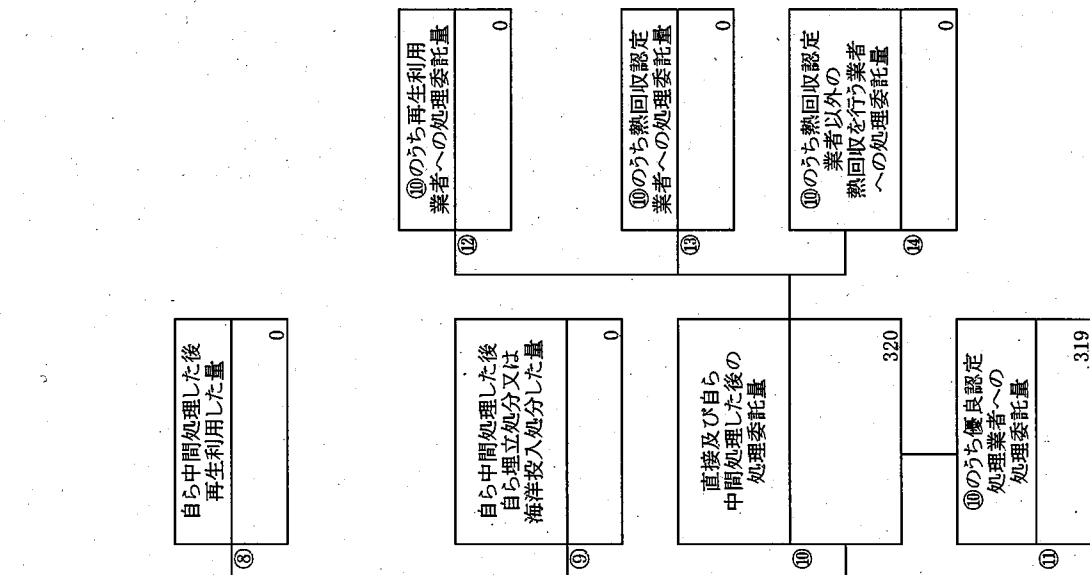 ⑧
自ら中間処理した後
再生利用した量
0
⑨
自ら中間処理した後
自ら埋立処分又は
海洋投入処分した量
0
⑩
直接及び自ら
中間処理した後の
処理委託量
320
⑪
⑩のうち優良認定
処理業者への
処理委託量
319
⑫
⑩のうち再生利用
業者への処理委託量
0
⑬
⑩のうち熱回収認定
業者への処理委託量
0
⑭
⑩のうち熱回収認定
業者以外の
熱回収を行う業者
への処理委託量
0